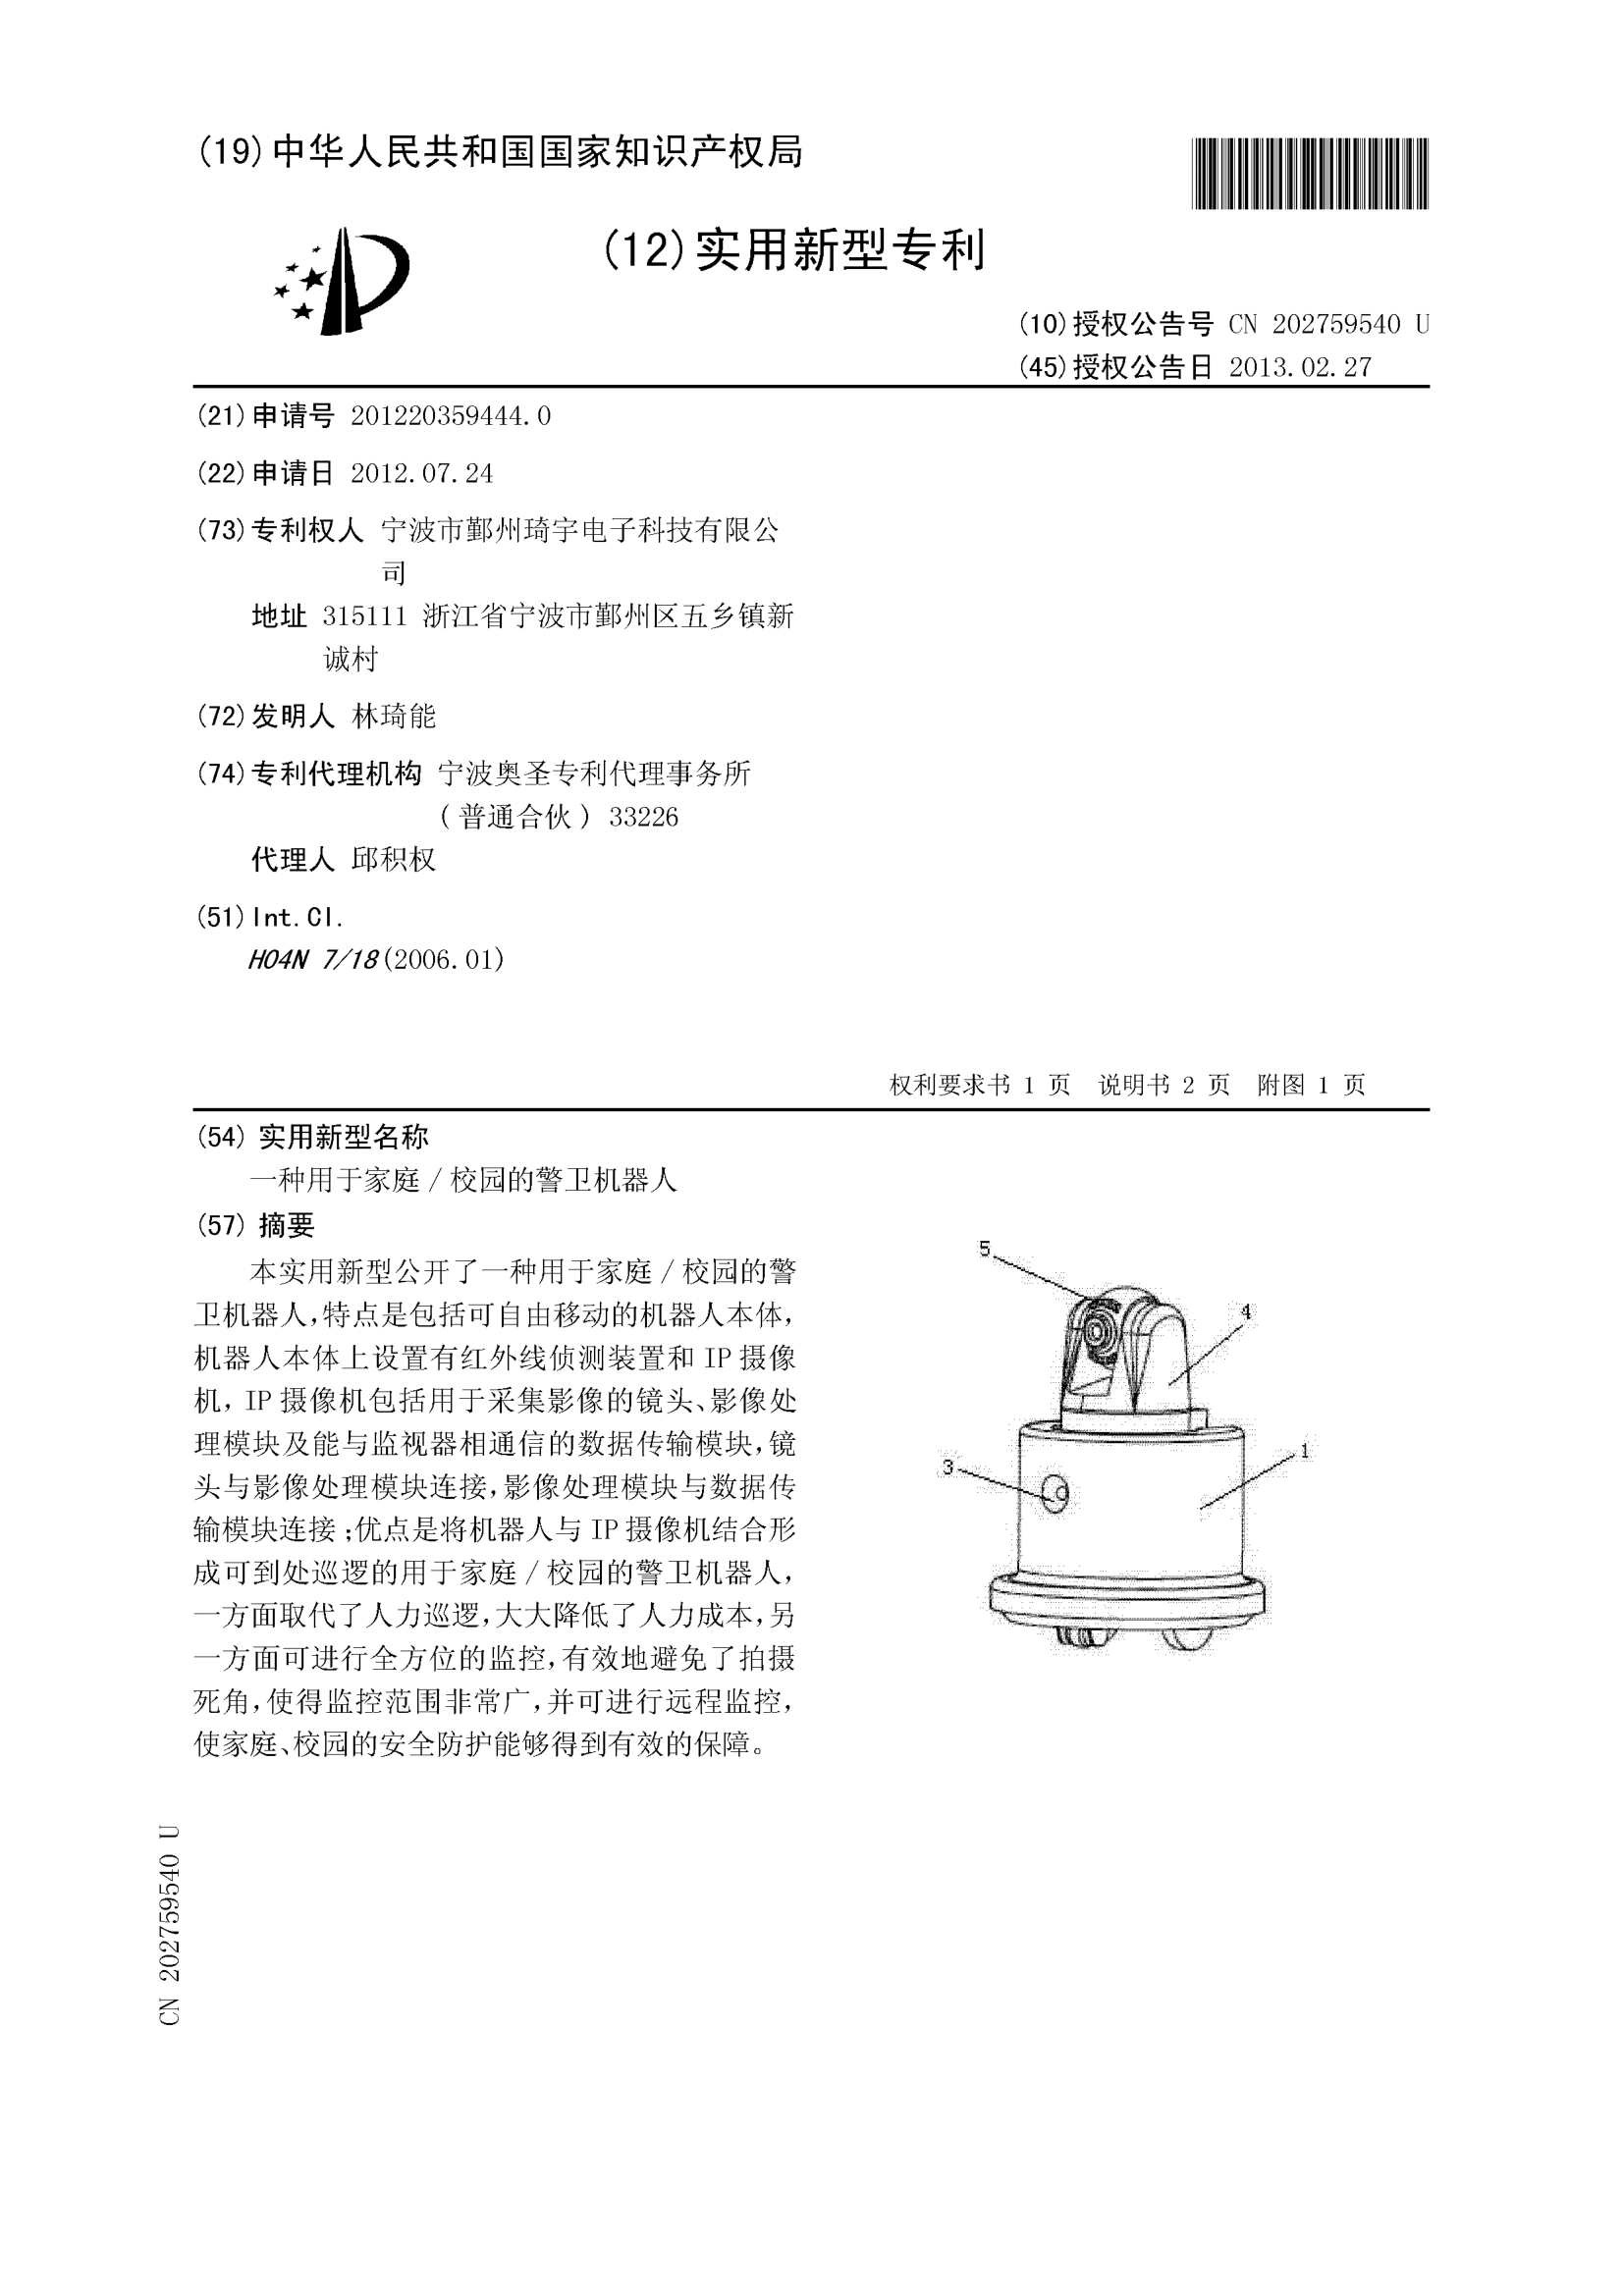 (19)中华人民共和国国家知识产权局
(12)实用新型专利
(10)授权公告号 CN 202759540 U
(45)授权公告日 2013.02.27
(21)申请号 201220359444.0
(22)申请日 2012.07.24
(73)专利权人 宁波市鄞州琦宇电子科技有限公
司
地址 315111 浙江省宁波市鄞州区五乡镇新
诚村
(72)发明人 林琦能
(74)专利代理机构 宁波奥圣专利代理事务所
(普通合伙) 33226
代理人 邱积权
(51)Int.Cl.
H04N 7/18(2006.01)
权利要求书 1 页 说明书 2 页 附图 1 页
(54) 实用新型名称
一种用于家庭/校园的警卫机器人
(57) 摘要
本实用新型公开了一种用于家庭/校园的警
卫机器人,特点是包括可自由移动的机器人本体,
机器人本体上设置有红外线侦测装置和 IP 摄像
机,IP 摄像机包括用于采集影像的镜头、影像处
理模块及能与监视器相通信的数据传输模块,镜
头与影像处理模块连接,影像处理模块与数据传
输模块连接;优点是将机器人与 IP 摄像机结合形
成可到处巡逻的用于家庭/校园的警卫机器人,
一方面取代了人力巡逻,大大降低了人力成本,另
一方面可进行全方位的监控,有效地避免了拍摄
死角,使得监控范围非常广,并可进行远程监控,
使家庭、校园的安全防护能够得到有效的保障。
5
4
3
1
CN 202759540 U